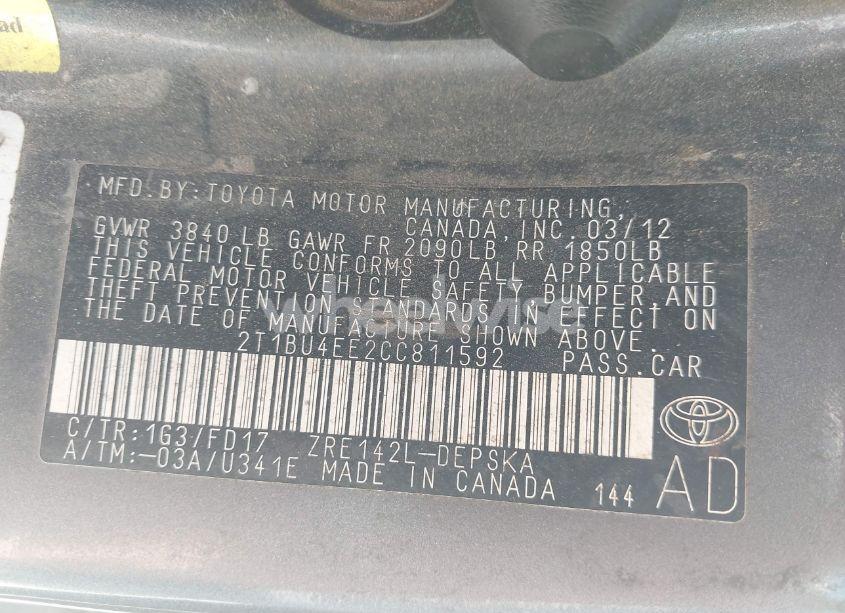 ad
MFD.BY:TOYOTA MOTOR MANUFACTURING,
CANADA, INC. 03/12
GVWR 3840 LB GAWR FR 2090LB RR 1850LB
THIS VEHICLE CONFORMS TO ALL APPLICABLE
FEDERAL MOTOR VEHICLE SAFETY, BUMPER, AND
THEFT PREVENTION STANDARDS IN EFFECT ON
THE DATE OF MANUFACTURE SHOWN ABOVE.
2T1BU4EE2CC811592 PASS.CAR
C/TR:1G3/FD17 ZRE142L-DEPSKA
A/TM:-03A/U341E MADE IN CANADA 144 AD
wheelwise